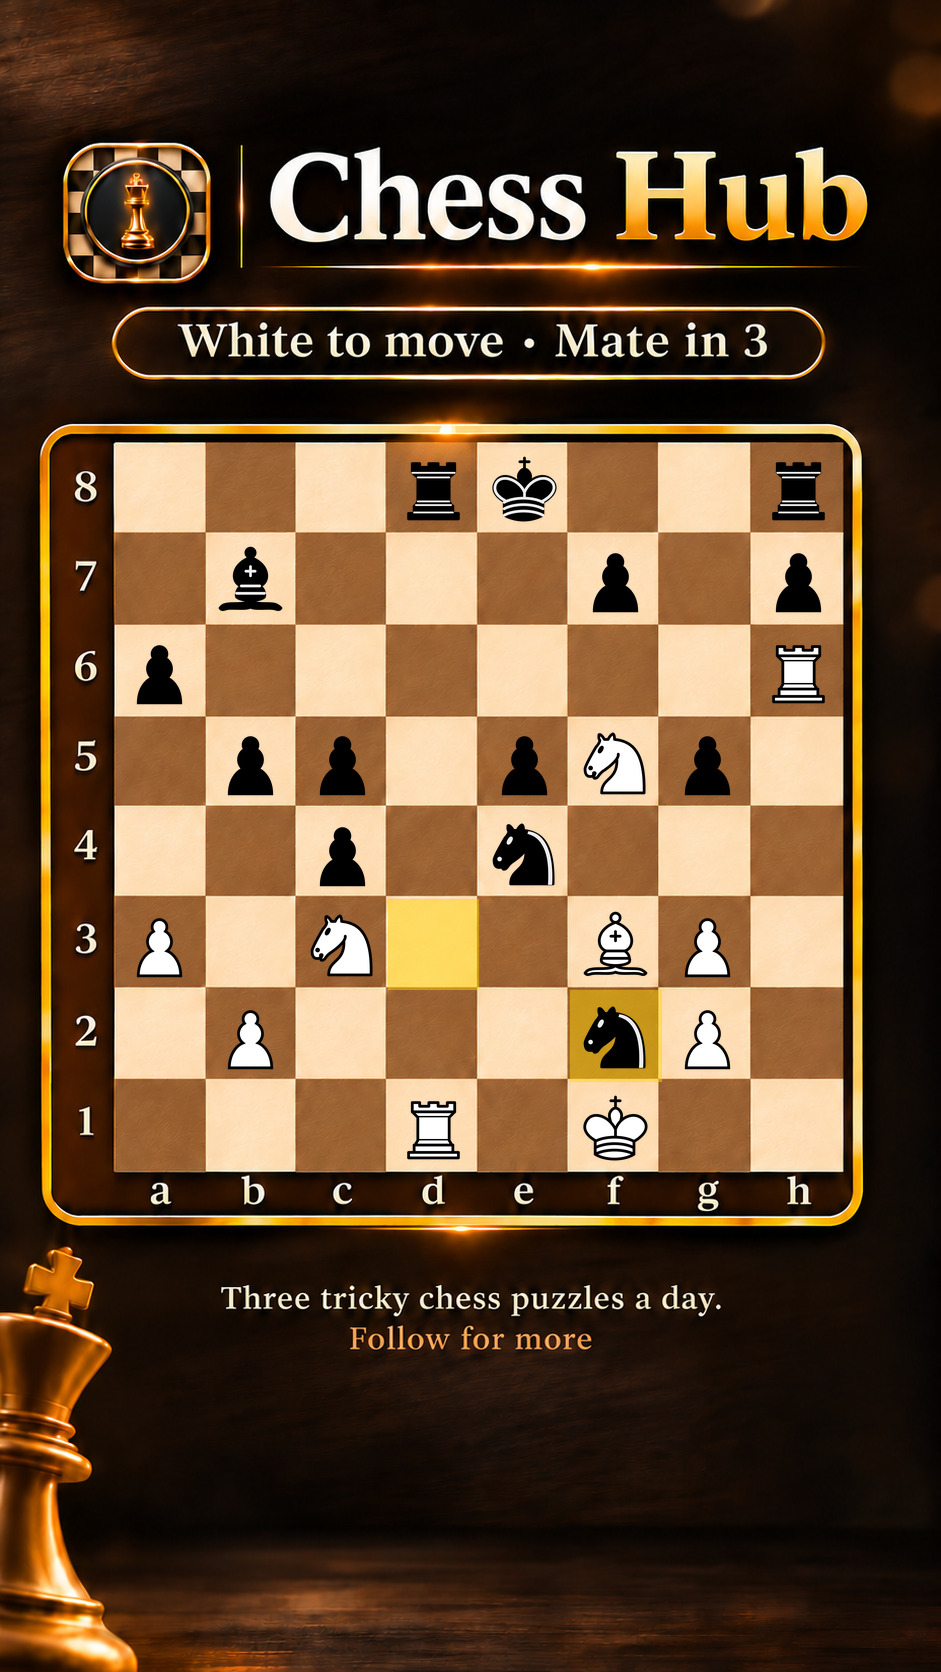 Chess Hub
White to move • Mate in 3
8
7
6
5
4
3
2
1
a b c d e f g h
Three tricky chess puzzles a day.
Follow for more